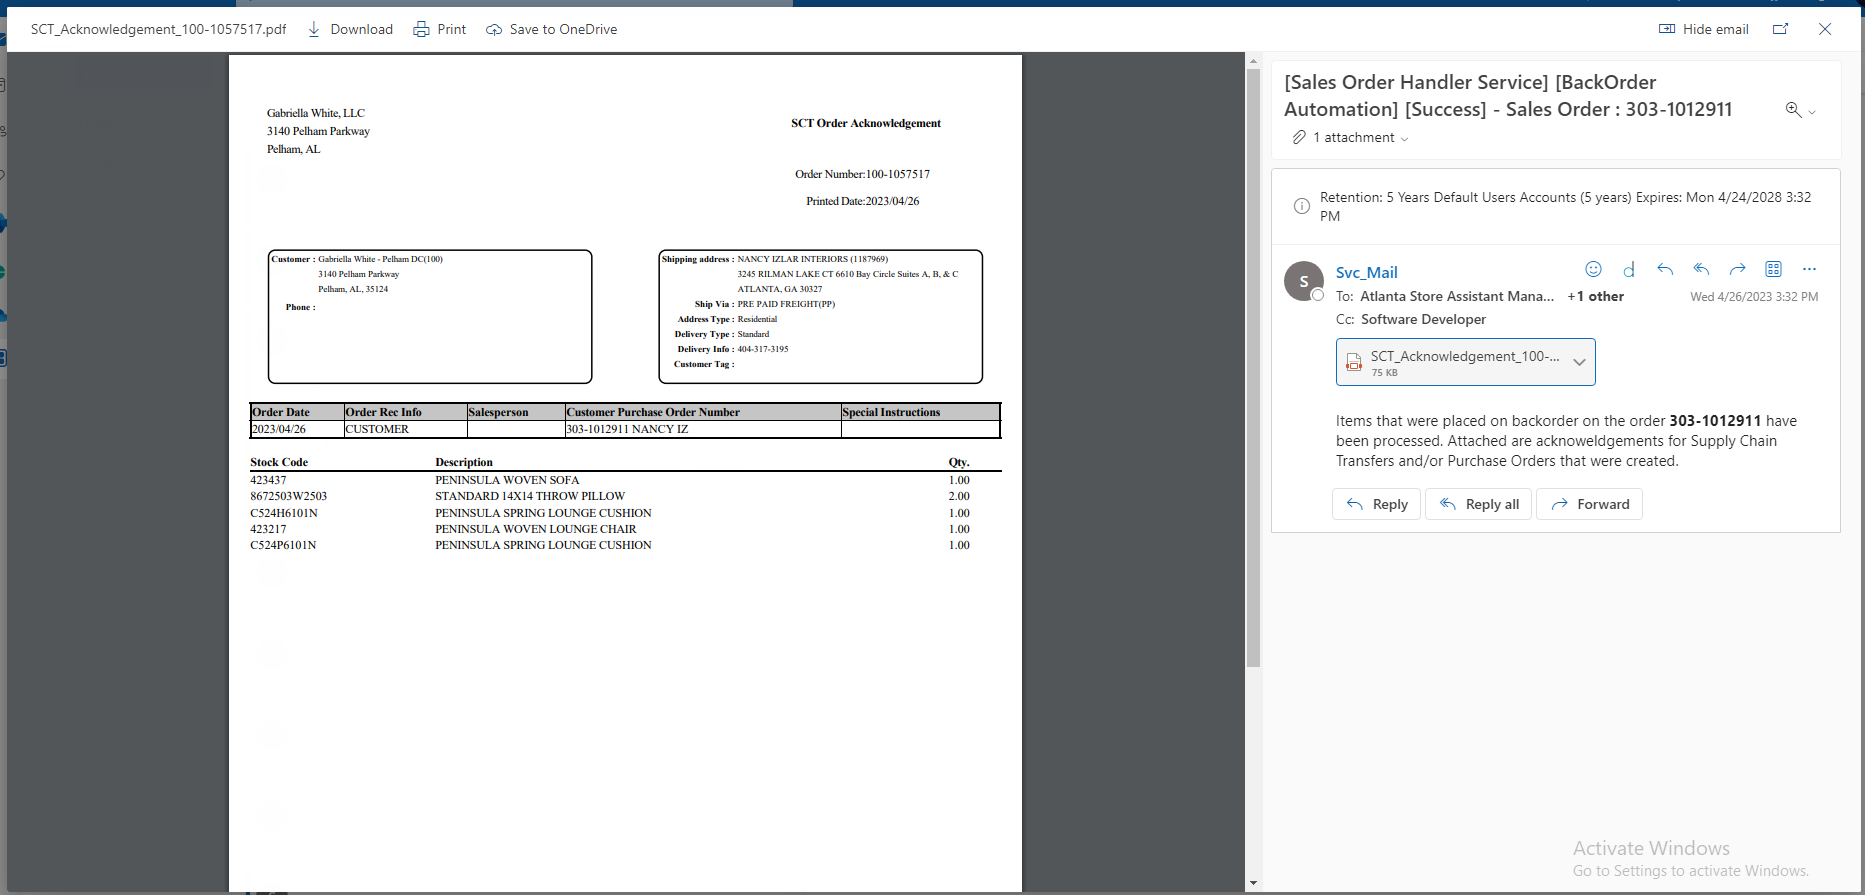 SCT_Acknowledgement_100-1057517.pdf Download Print Save to OneDrive Hide email
Gabriella White, LLC
3140 Pelham Parkway
Pelham, AL
SCT Order Acknowledgement
Order Number:100-1057517
Printed Date:2023/04/26
Customer : Gabriella White - Pelham DC(100)
3140 Pelham Parkway
Pelham, AL, 35124
Phone :
Shipping address : NANCY IZLAR INTERIORS (1187969)
3245 RILMAN LAKE CT 6610 Bay Circle Suites A, B, & C
ATLANTA, GA 30327
Ship Via : PRE PAID FREIGHT(PP)
Address Type : Residential
Delivery Type : Standard
Delivery Info : 404-317-3195
Customer Tag :
Order Date Order Rec Info Salesperson Customer Purchase Order Number Special Instructions
2023/04/26 CUSTOMER 303-1012911 NANCY IZ
Stock Code Description Qty.
423437 PENINSULA WOVEN SOFA 1.00
8672503W2503 STANDARD 14X14 THROW PILLOW 2.00
C524H6101N PENINSULA SPRING LOUNGE CUSHION 1.00
423217 PENINSULA WOVEN LOUNGE CHAIR 1.00
C524P6101N PENINSULA SPRING LOUNGE CUSHION 1.00
[Sales Order Handler Service] [BackOrder
Automation] [Success] - Sales Order : 303-1012911
1 attachment
Retention: 5 Years Default Users Accounts (5 years) Expires: Mon 4/24/2028 3:32
PM
S
Svc_Mail
To: Atlanta Store Assistant Mana... +1 other Wed 4/26/2023 3:32 PM
Cc: Software Developer
SCT_Acknowledgement_100-...
75 KB
Items that were placed on backorder on the order 303-1012911 have
been processed. Attached are acknoweldgements for Supply Chain
Transfers and/or Purchase Orders that were created.
Reply Reply all Forward
Activate Windows
Go to Settings to activate Windows.